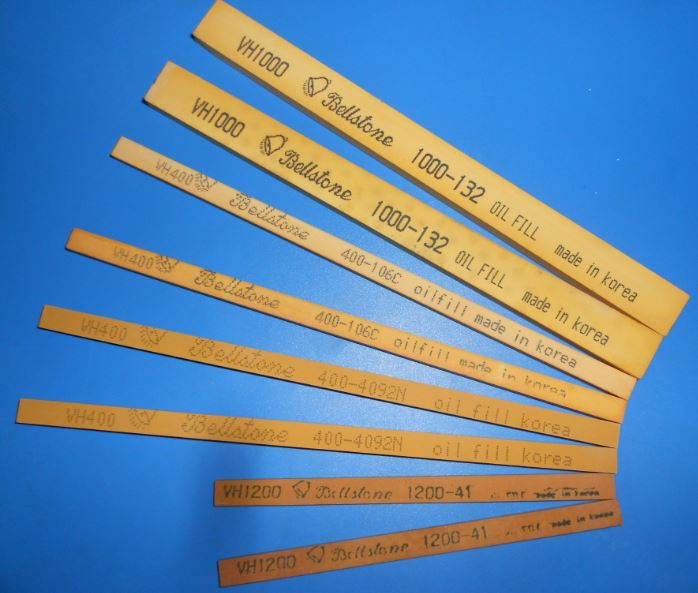 VH1000 Bellstone 1000-132 OIL FILL made in korea
VH1000 Bellstone 1000-132 OIL FILL made in korea
VH400 Bellstone 400-106C oilfill made in korea
VH400 Bellstone 400-106C oilfill made in korea
VH400 Bellstone 400-4092N oil fill korea
VH400 Bellstone 400-4092N oil fill korea
VH1200 Bellstone 1200-41 made in korea
VH1200 Bellstone 1200-41 made in korea